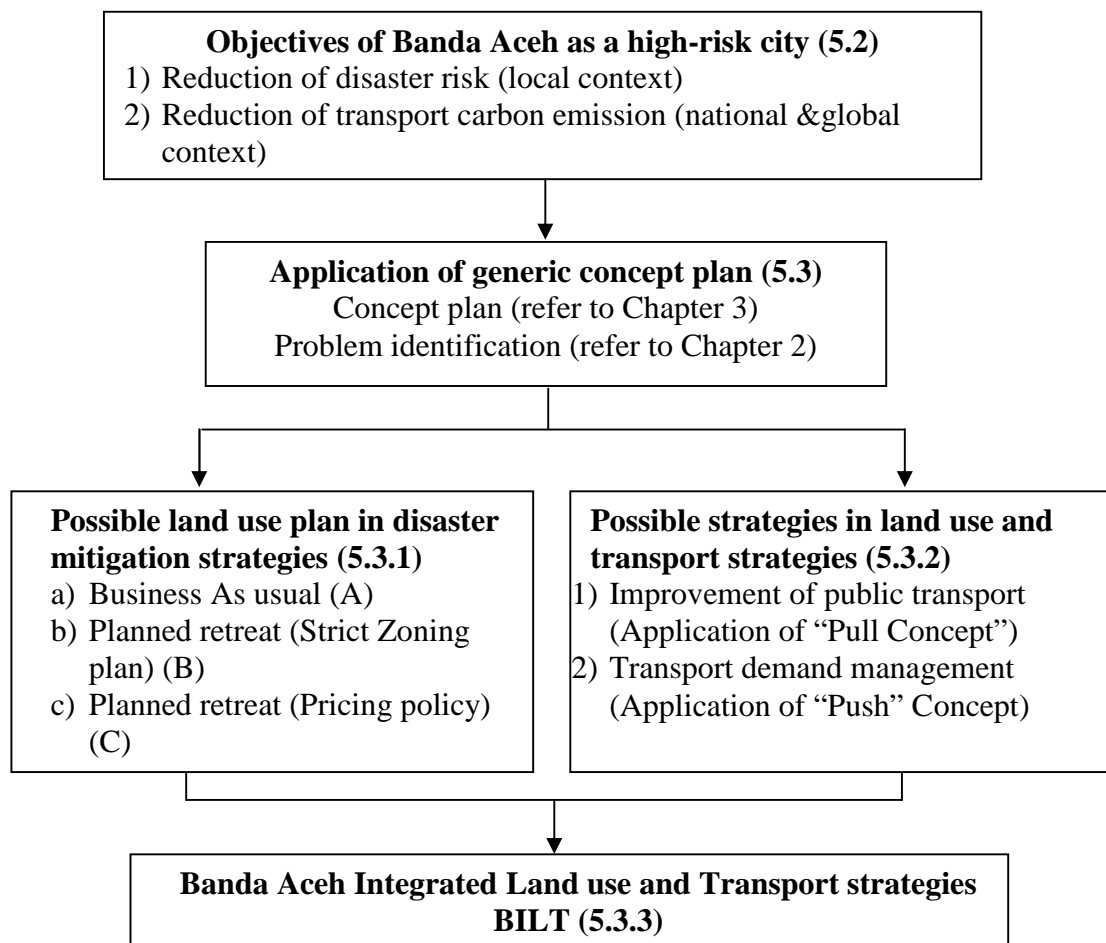 Objectives of Banda Aceh as a high-risk city (5.2)
1) Reduction of disaster risk (local context)
2) Reduction of transport carbon emission (national &global
context)
Application of generic concept plan (5.3)
Concept plan (refer to Chapter 3)
Problem identification (refer to Chapter 2)
Possible land use plan in disaster
mitigation strategies (5.3.1)
a) Business As usual (A)
b) Planned retreat (Strict Zoning
plan) (B)
c) Planned retreat (Pricing policy)
(C)
Possible strategies in land use and
transport strategies (5.3.2)
1) Improvement of public transport
(Application of “Pull Concept”)
2) Transport demand management
(Application of “Push” Concept)
Banda Aceh Integrated Land use and Transport strategies
BILT (5.3.3)